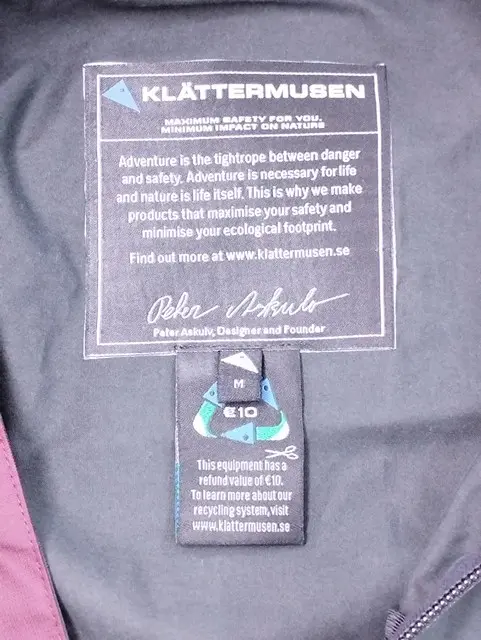 KLÄTTERMUSEN
MAXIMUM SAFETY FOR YOU,
MINIMUM IMPACT ON NATURE
Adventure is the tightrope between danger
and safety. Adventure is necessary for life
and nature is life itself. This is why we make
products that maximise your safety and
minimise your ecological footprint.
Find out more at www.klattermusen.se
Peter Askulv
Peter Askulv, Designer and Founder
M
€10
This equipment has a
refund value of €10.
To learn more about our
recycling system, visit
www.klattermusen.se